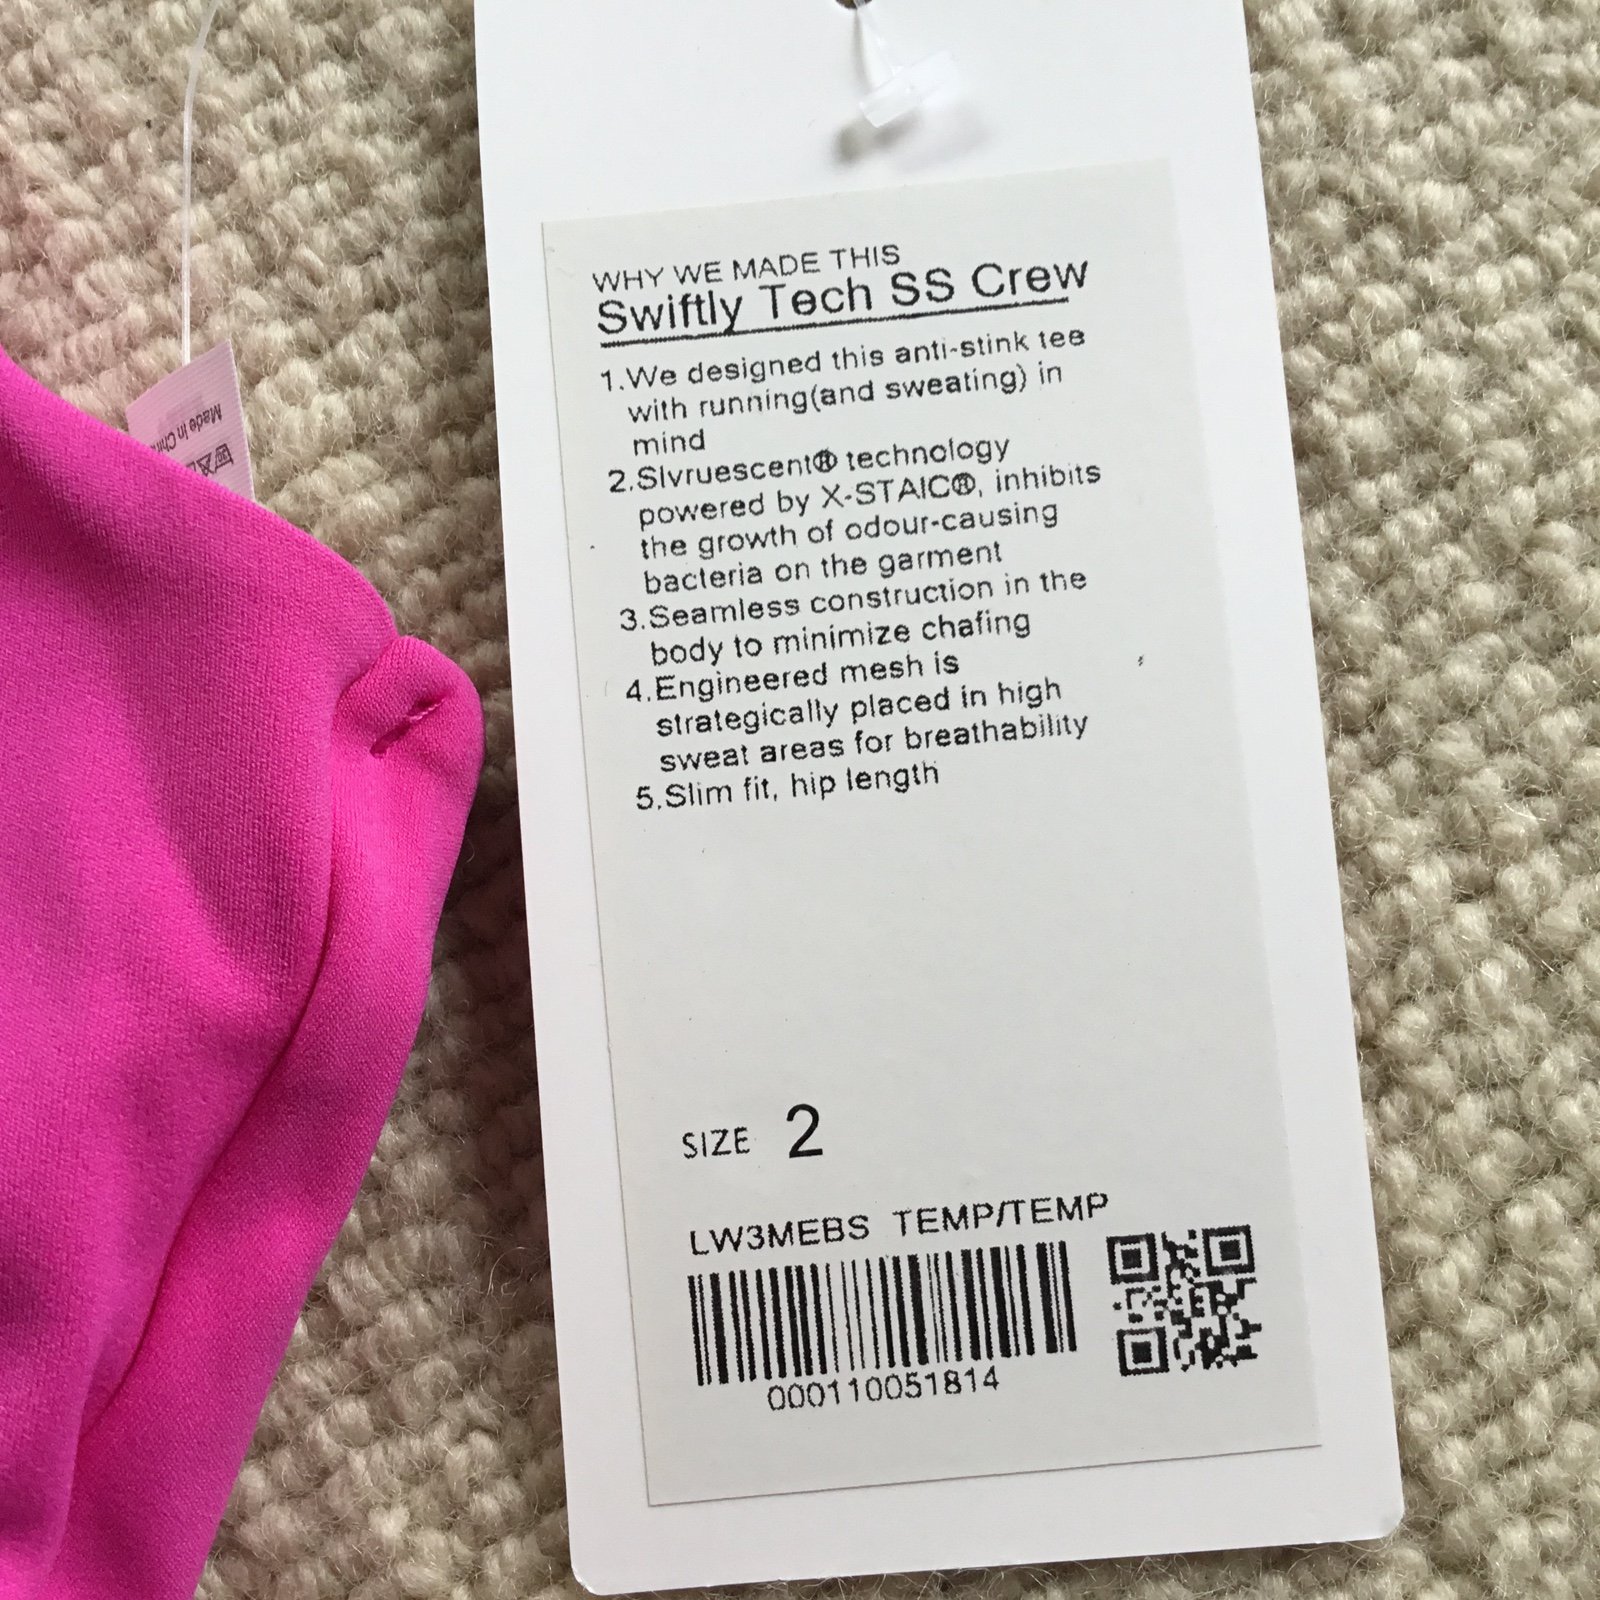 WHY WE MADE THIS
Swiftly Tech SS Crew
1.We designed this anti-stink tee
with running(and sweating) in
mind
2.Slvruescent® technology
powered by X-STAIC®, inhibits
the growth of odour-causing
bacteria on the garment
3.Seamless construction in the
body to minimize chafing
4.Engineered mesh is
strategically placed in high
sweat areas for breathability
5.Slim fit, hip length
SIZE 2
LW3MEBS TEMP/TEMP
000110051814
Made in